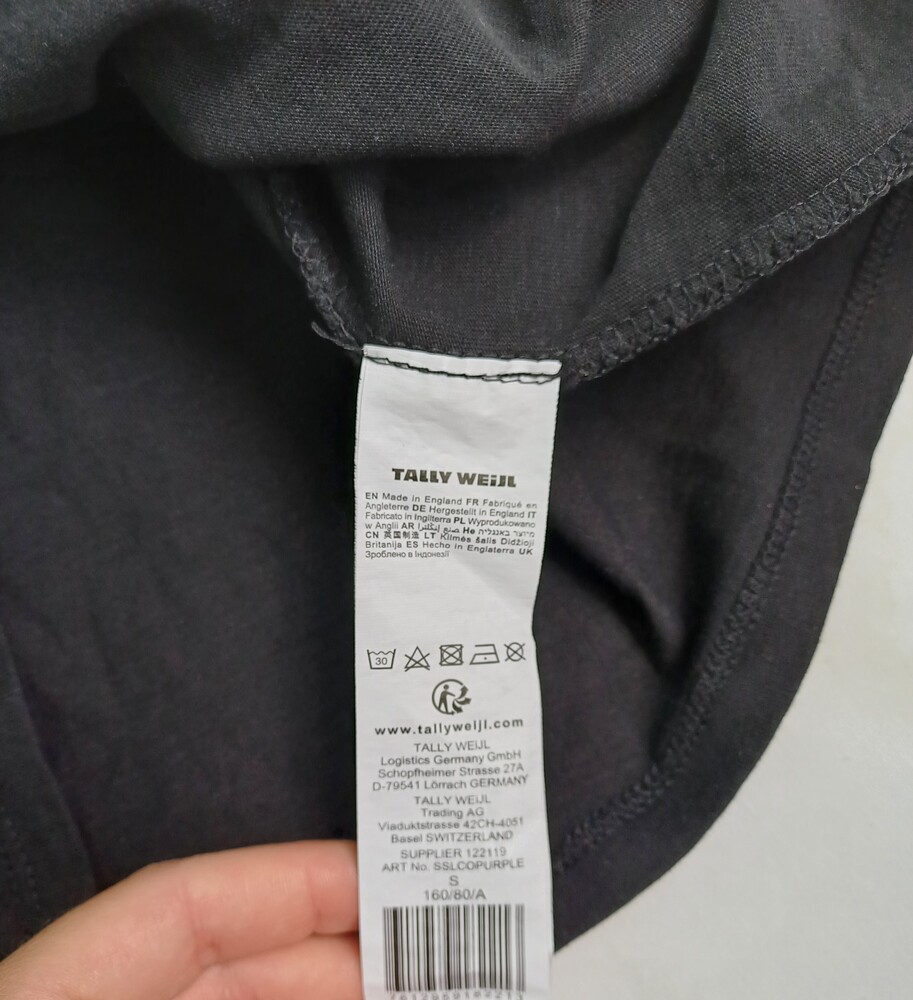 TALLY WEiJL
EN Made in England FR Fabriqué en
Angleterre DE Hergestellt in England IT
Fabricato in Ingliterra PL Wyprodukowano
w Anglii AR صنع إنكلترا He מיוצר באנגליה
CN 英国制造 LT Kilmės šalis Didžioji
Britanija ES Hecho in Englaterra UK
Зроблено в Індонезії
30
www.tallyweijl.com
TALLY WEIJL
Logistics Germany GmbH
Schopfheimer Strasse 27A
D-79541 Lörrach GERMANY
TALLY WEIJL
Trading AG
Viaduktstrasse 42CH-4051
Basel SWITZERLAND
SUPPLIER 122119
ART No. SSLCOPURPLE
S
160/80/A